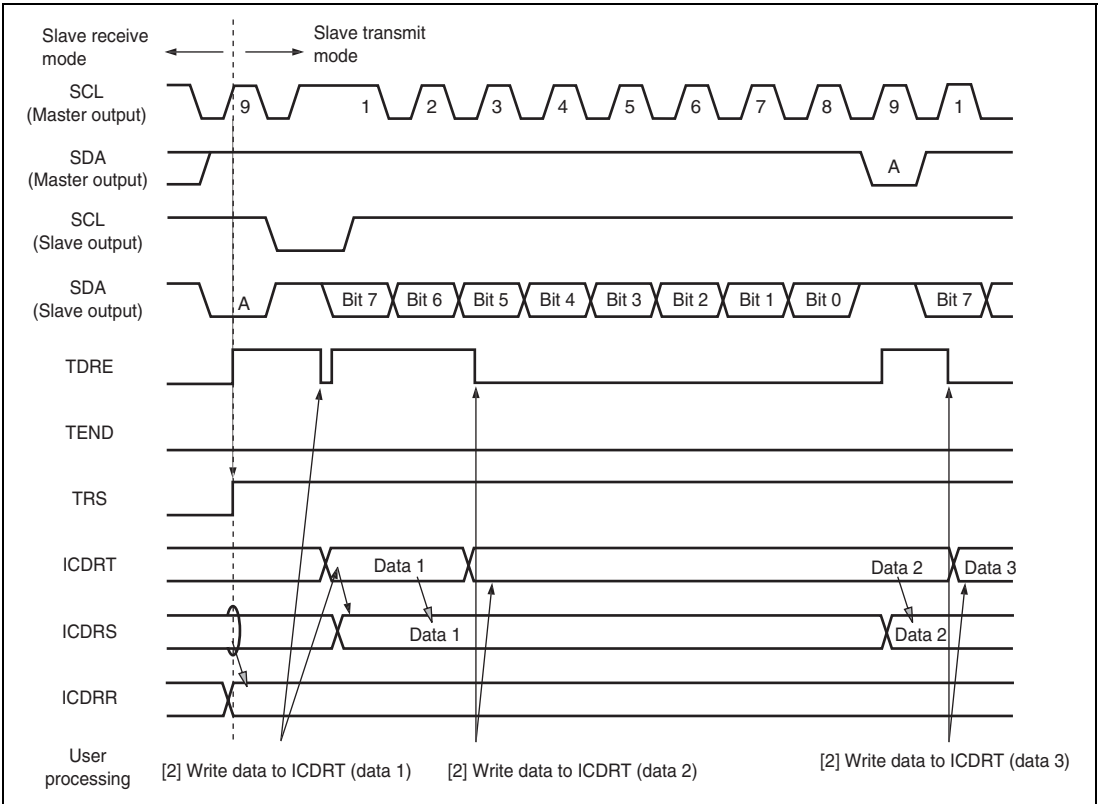 Slave receive
mode
Slave transmit
mode
SCL
(Master output)
9 1 2 3 4 5 6 7 8 9 1
SDA
(Master output)
A
SCL
(Slave output)
SDA
(Slave output)
A Bit 7 Bit 6 Bit 5 Bit 4 Bit 3 Bit 2 Bit 1 Bit 0 Bit 7
TDRE
TEND
TRS
ICDRT
Data 1 Data 2 Data 3
ICDRS
Data 1 Data 2
ICDRR
User
processing
[2] Write data to ICDRT (data 1) [2] Write data to ICDRT (data 2) [2] Write data to ICDRT (data 3)